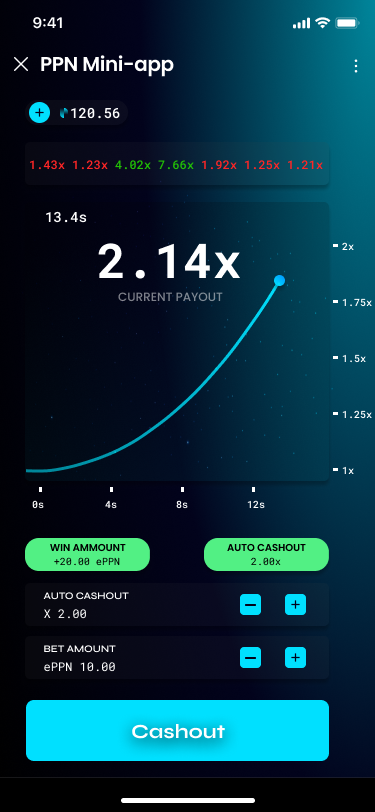 9:41
PPN Mini-app
120.56
1.43x 1.23x 4.02x 7.66x 1.92x 1.25x 1.21x
13.4s
2.14x
CURRENT PAYOUT
2x
1.75x
1.5x
1.25x
1x
0s 4s 8s 12s
WIN AMMOUNT
+20.00 ePPN
AUTO CASHOUT
2.00x
AUTO CASHOUT
X 2.00
BET AMOUNT
ePPN 10.00
Cashout